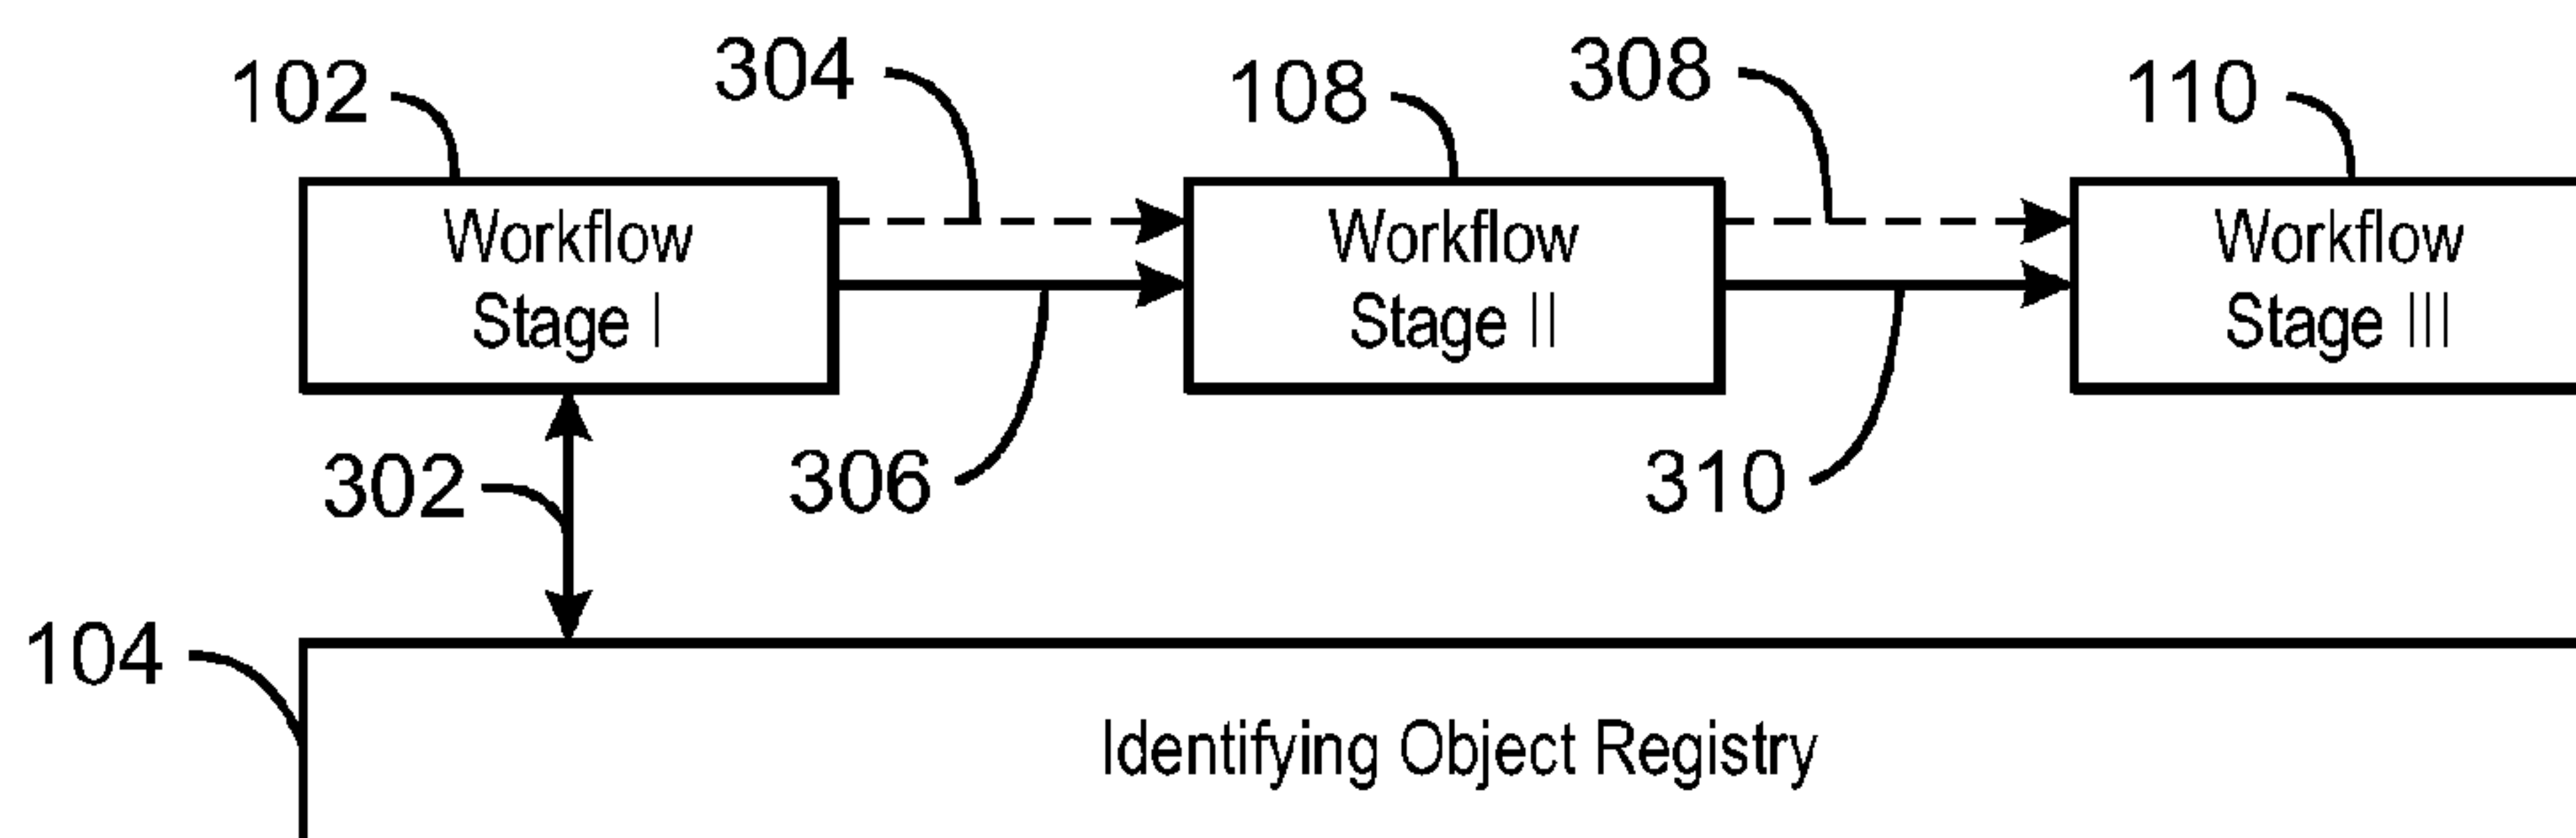 304
308
102
108
110
Workflow
Stage I
Workflow
Stage II
Workflow
Stage III
302
306
310
104
Identifying Object Registry